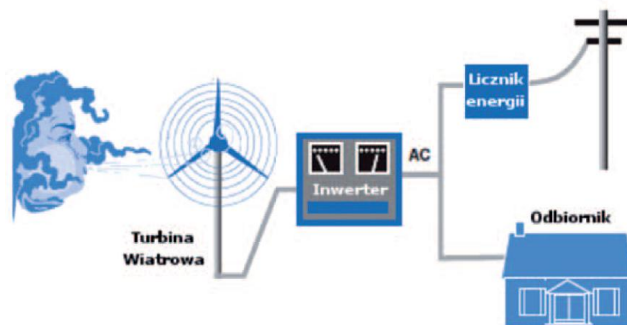 Licznik
energii
AC
Inwerter
Odbiornik
Turbina
Wiatrowa